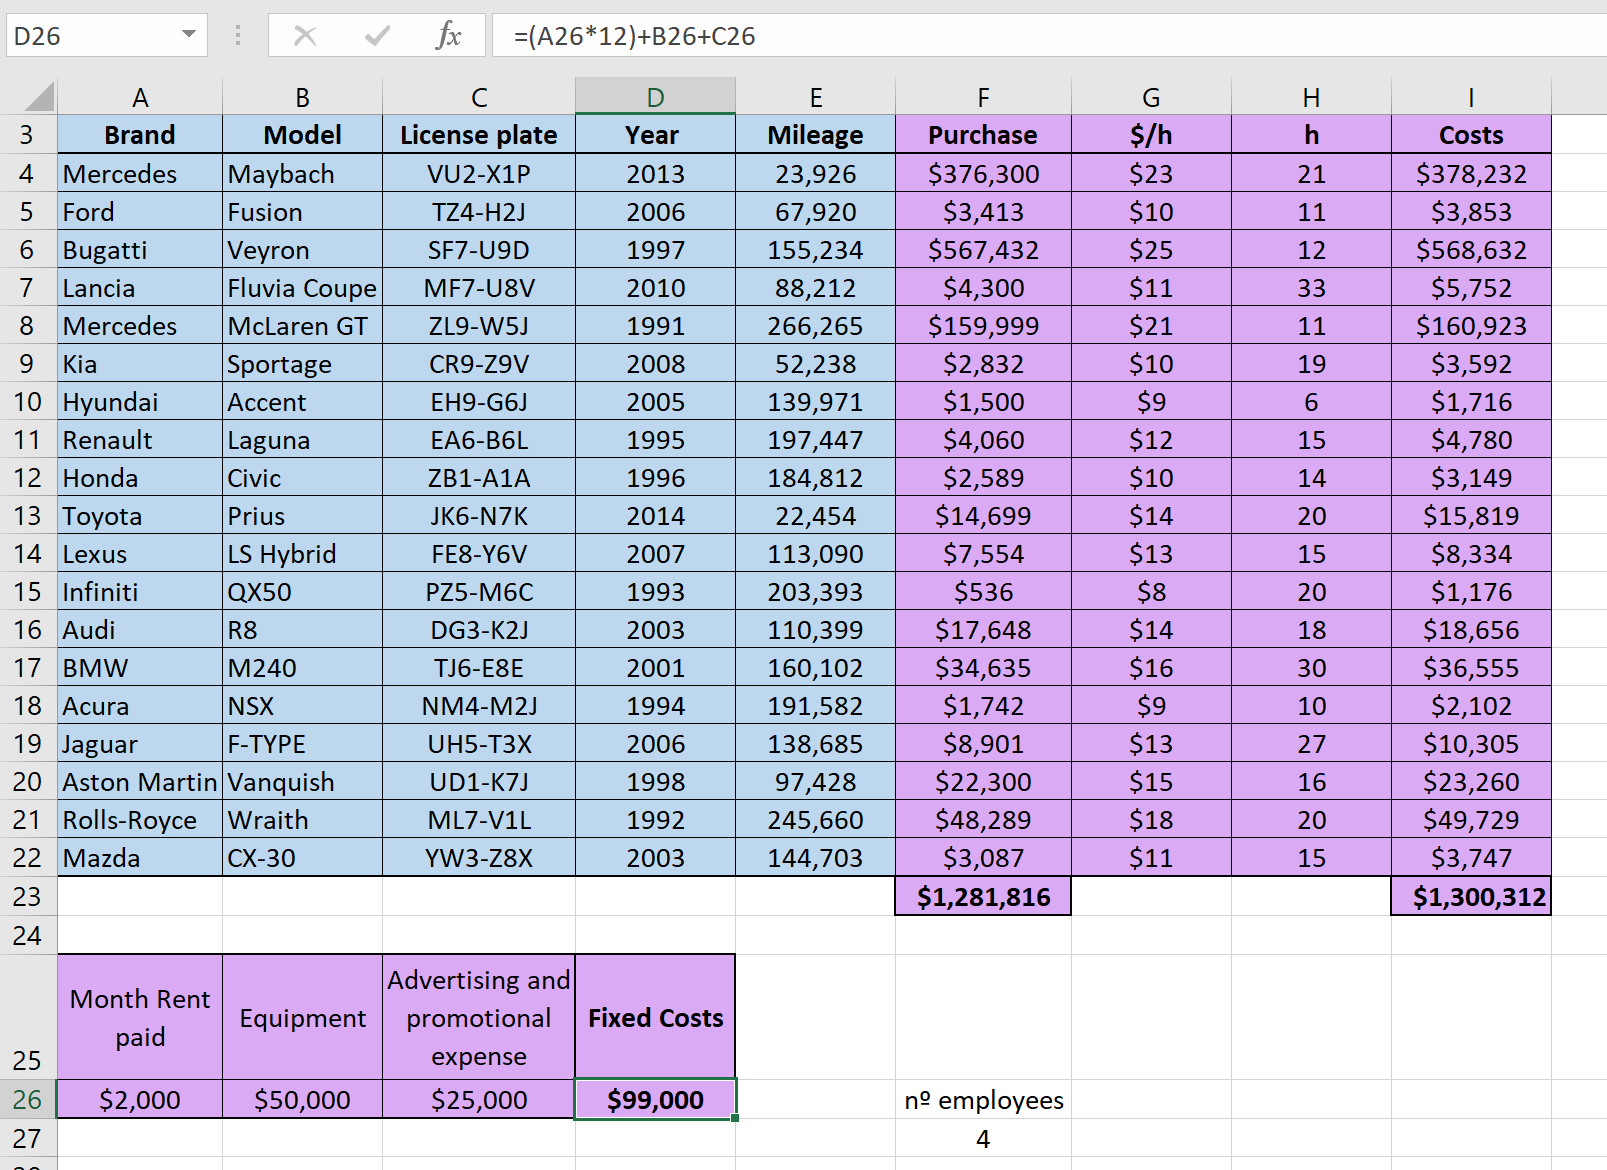 D26 fx =(A26*12)+B26+C26
A B C D E F G H I
3 Brand Model License plate Year Mileage Purchase $/h h Costs
4 Mercedes Maybach VU2-X1P 2013 23,926 $376,300 $23 21 $378,232
5 Ford Fusion TZ4-H2J 2006 67,920 $3,413 $10 11 $3,853
6 Bugatti Veyron SF7-U9D 1997 155,234 $567,432 $25 12 $568,632
7 Lancia Fluvia Coupe MF7-U8V 2010 88,212 $4,300 $11 33 $5,752
8 Mercedes McLaren GT ZL9-W5J 1991 266,265 $159,999 $21 11 $160,923
9 Kia Sportage CR9-Z9V 2008 52,238 $2,832 $10 19 $3,592
10 Hyundai Accent EH9-G6J 2005 139,971 $1,500 $9 6 $1,716
11 Renault Laguna EA6-B6L 1995 197,447 $4,060 $12 15 $4,780
12 Honda Civic ZB1-A1A 1996 184,812 $2,589 $10 14 $3,149
13 Toyota Prius JK6-N7K 2014 22,454 $14,699 $14 20 $15,819
14 Lexus LS Hybrid FE8-Y6V 2007 113,090 $7,554 $13 15 $8,334
15 Infiniti QX50 PZ5-M6C 1993 203,393 $536 $8 20 $1,176
16 Audi R8 DG3-K2J 2003 110,399 $17,648 $14 18 $18,656
17 BMW M240 TJ6-E8E 2001 160,102 $34,635 $16 30 $36,555
18 Acura NSX NM4-M2J 1994 191,582 $1,742 $9 10 $2,102
19 Jaguar F-TYPE UH5-T3X 2006 138,685 $8,901 $13 27 $10,305
20 Aston Martin Vanquish UD1-K7J 1998 97,428 $22,300 $15 16 $23,260
21 Rolls-Royce Wraith ML7-V1L 1992 245,660 $48,289 $18 20 $49,729
22 Mazda CX-30 YW3-Z8X 2003 144,703 $3,087 $11 15 $3,747
23 $1,281,816 $1,300,312
24
Month Rent
paid
Equipment
Advertising and
promotional
expense
Fixed Costs
25
26 $2,000 $50,000 $25,000 $99,000 nº employees
27 4